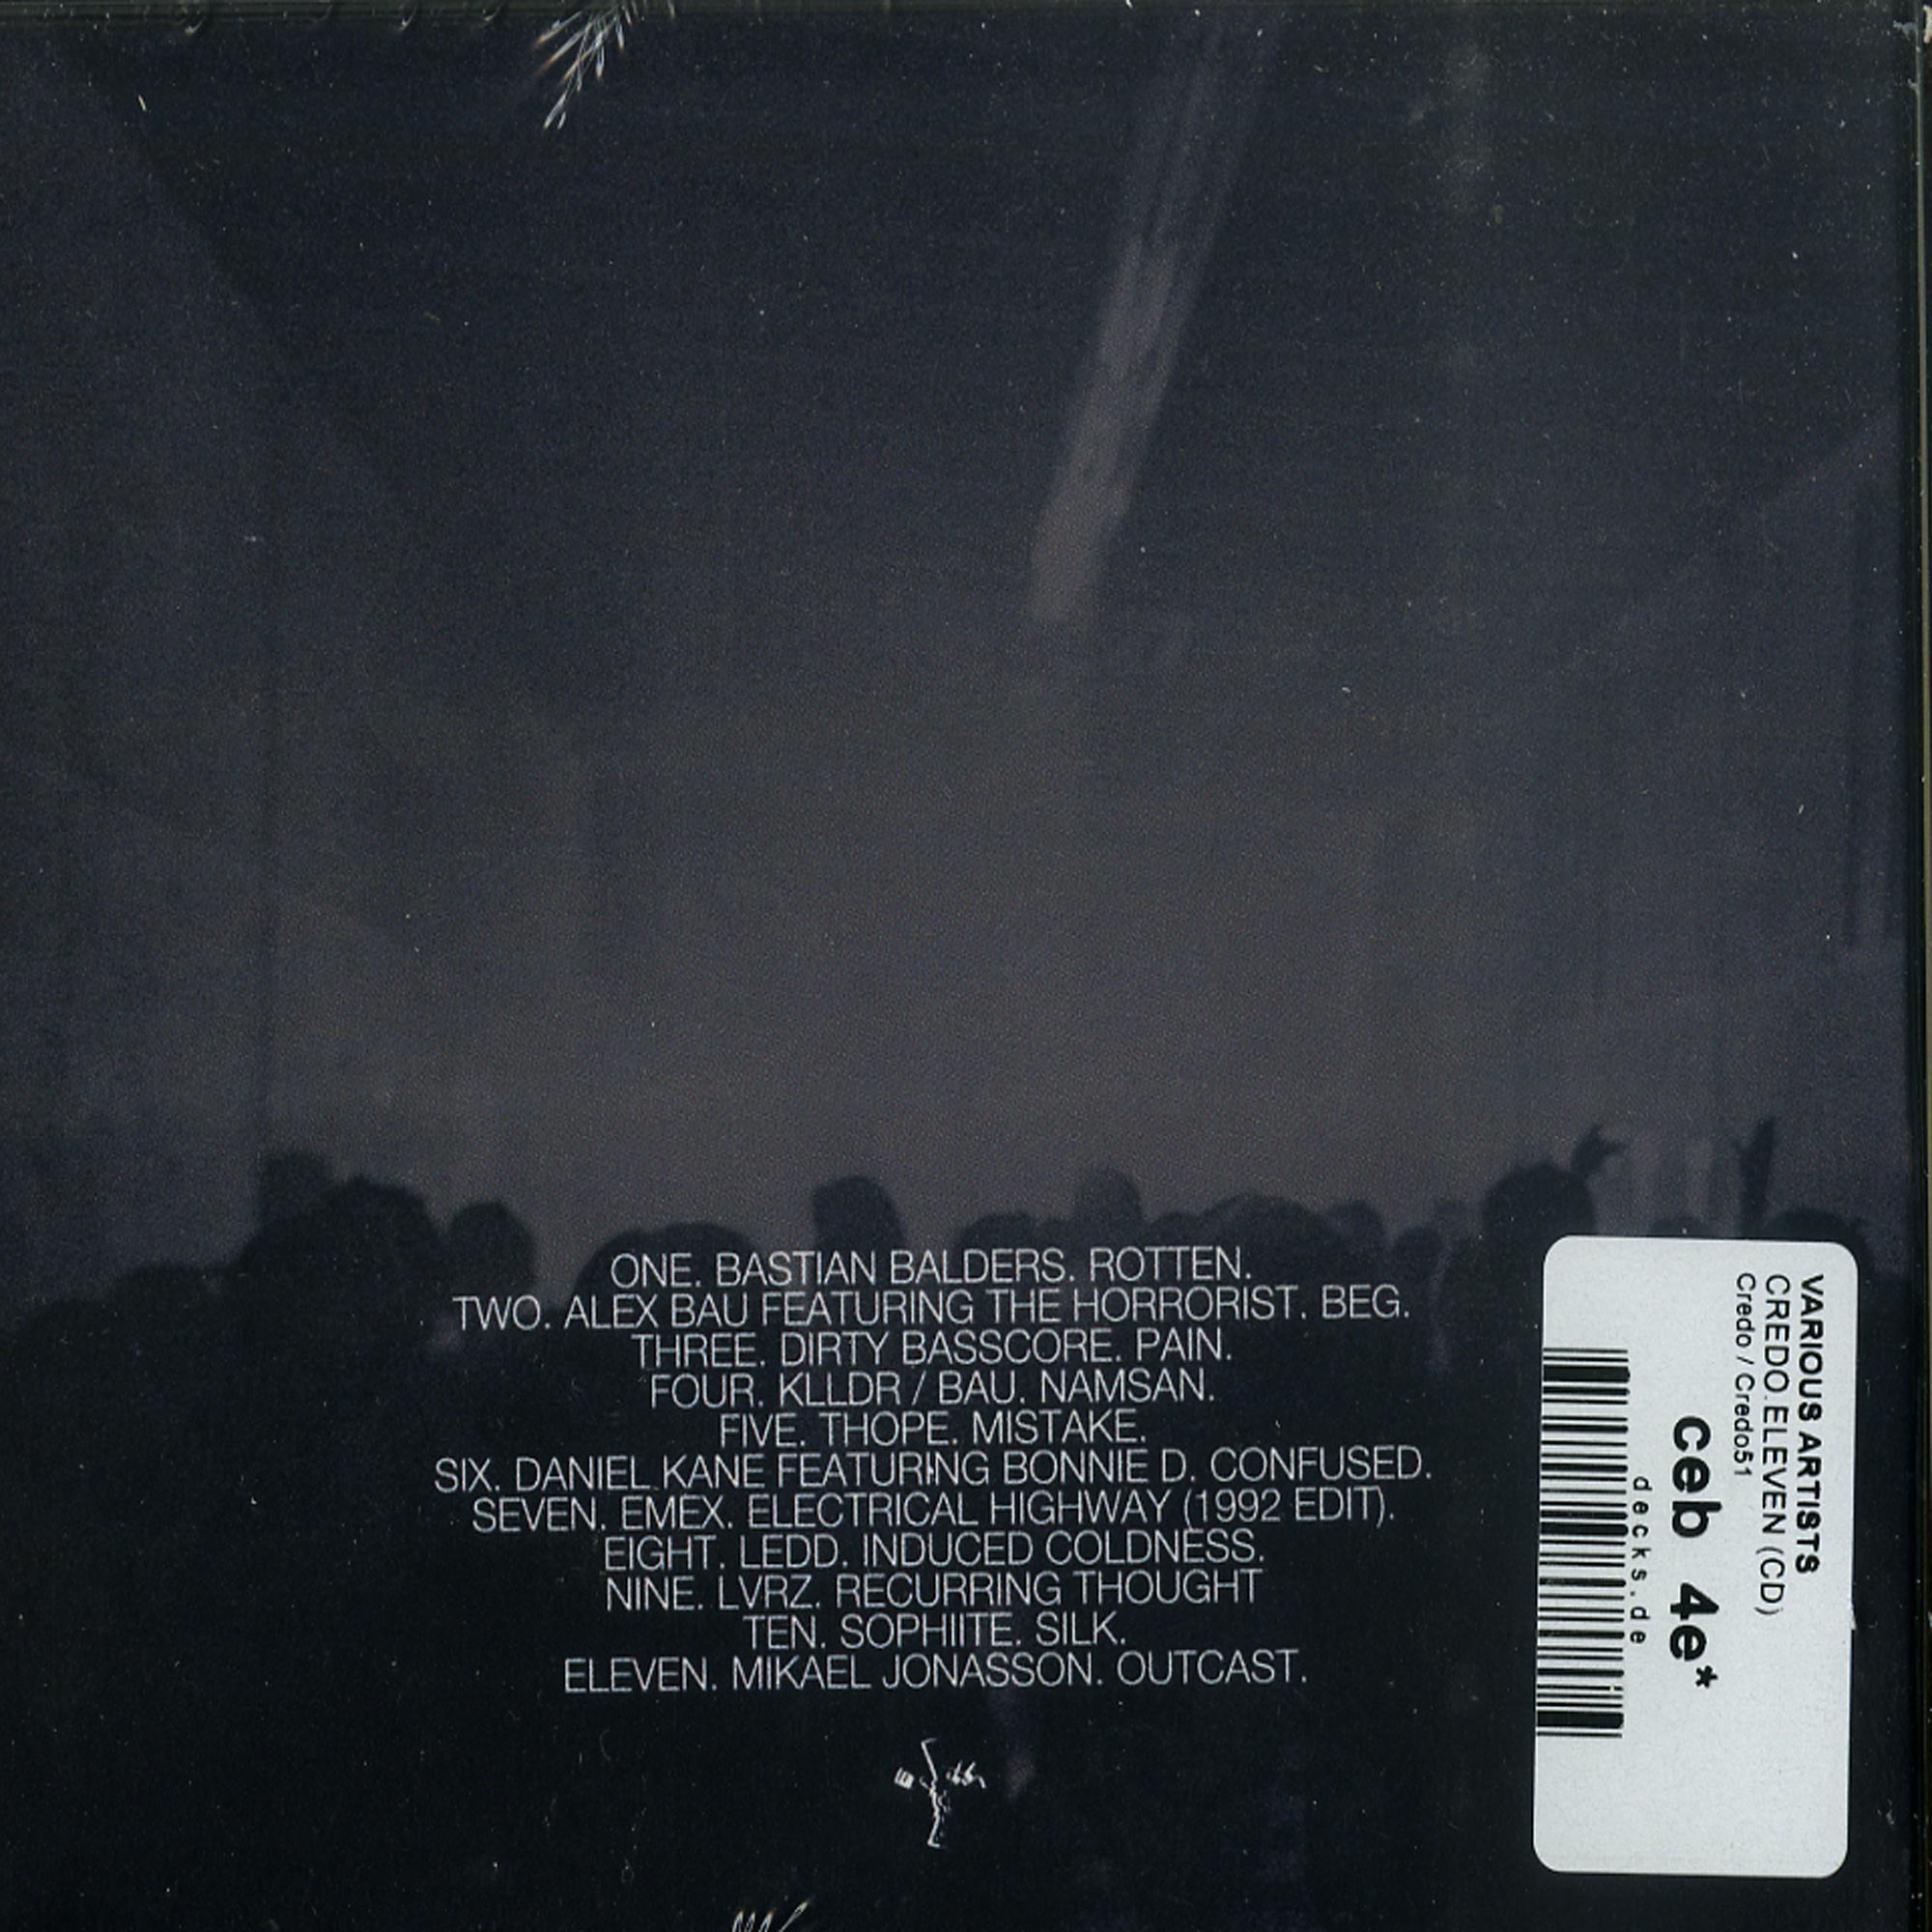 ONE. BASTIAN BALDERS. ROTTEN.
TWO. ALEX BAU FEATURING THE HORRORIST. BEG.
THREE. DIRTY BASSCORE. PAIN.
FOUR. KLLDR / BAU. NAMSAN.
FIVE. THOPE. MISTAKE.
SIX. DANIEL KANE FEATURING BONNIE D. CONFUSED.
SEVEN. EMEX. ELECTRICAL HIGHWAY (1992 EDIT).
EIGHT. LEDD. INDUCED COLDNESS.
NINE. LVRZ. RECURRING THOUGHT
TEN. SOPHIITE. SILK.
ELEVEN. MIKAEL JONASSON. OUTCAST.
VARIOUS ARTISTS
CREDO.ELEVEN (CD)
Credo / Credo51
ceb 4e*
decks.de